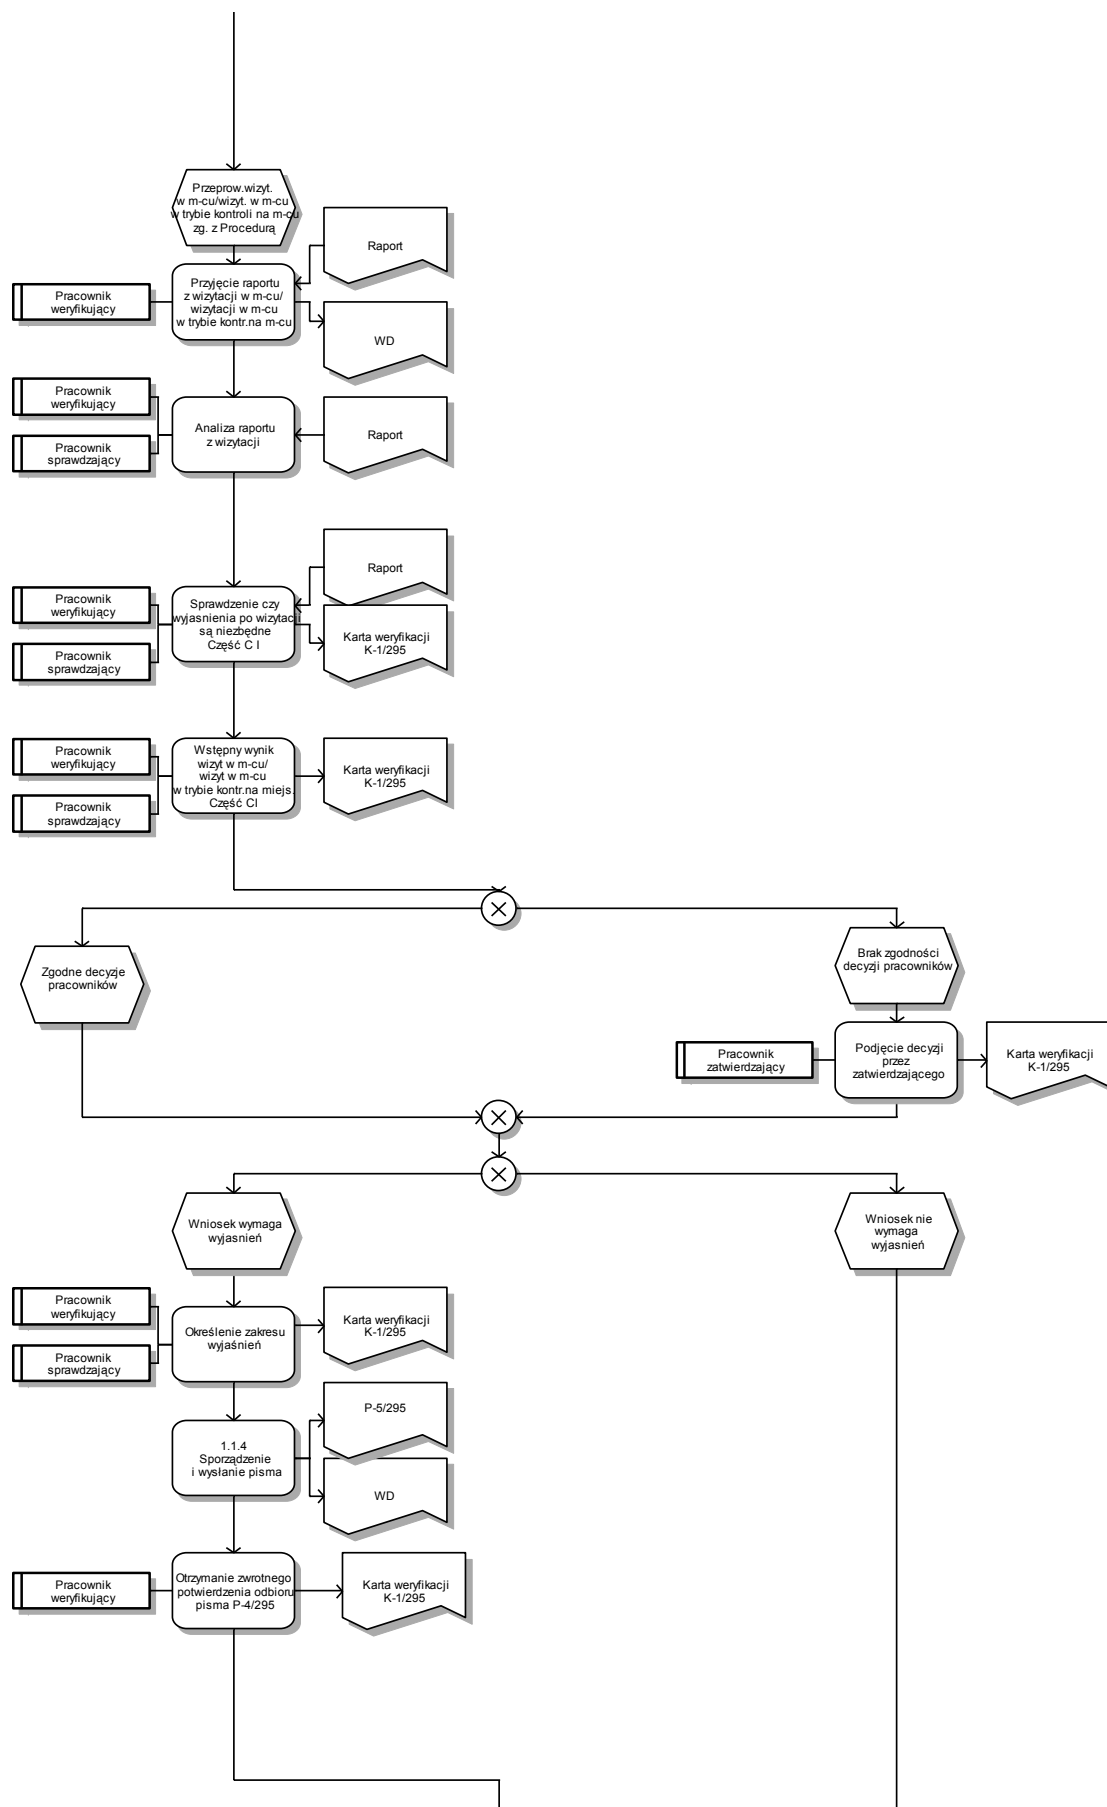 Przeprow.wizyt.
w m-cu/wizyt. w m-cu
w trybie kontroli na m-cu
zg. z Procedurą
Raport
Pracownik
weryfikujący
Przyjęcie raportu
z wizytacji w m-cu/
wizytacji w m-cu
w trybie kontr.na m-cu
WD
Pracownik
weryfikujący
Pracownik
sprawdzający
Analiza raportu
z wizytacji
Raport
Raport
Pracownik
weryfikujący
Pracownik
sprawdzający
Sprawdzenie czy
wyjasnienia po wizytacji
są niezbędne
Część C I
Karta weryfikacji
K-1/295
Pracownik
weryfikujący
Pracownik
sprawdzający
Wstępny wynik
wizyt w m-cu/
wizyt w m-cu
w trybie kontr.na miejs.
Część CI
Karta weryfikacji
K-1/295
Zgodne decyzje
pracowników
Brak zgodności
decyzji pracowników
Pracownik
zatwierdzający
Podjęcie decyzji
przez
zatwierdzającego
Karta weryfikacji
K-1/295
Wniosek wymaga
wyjasnień
Wniosek nie
wymaga
wyjasnień
Pracownik
weryfikujący
Pracownik
sprawdzający
Określenie zakresu
wyjaśnień
Karta weryfikacji
K-1/295
1.1.4
Sporządzenie
i wysłanie pisma
P-5/295
WD
Pracownik
weryfikujący
Otrzymanie zwrotnego
potwierdzenia odbioru
pisma P-4/295
Karta weryfikacji
K-1/295